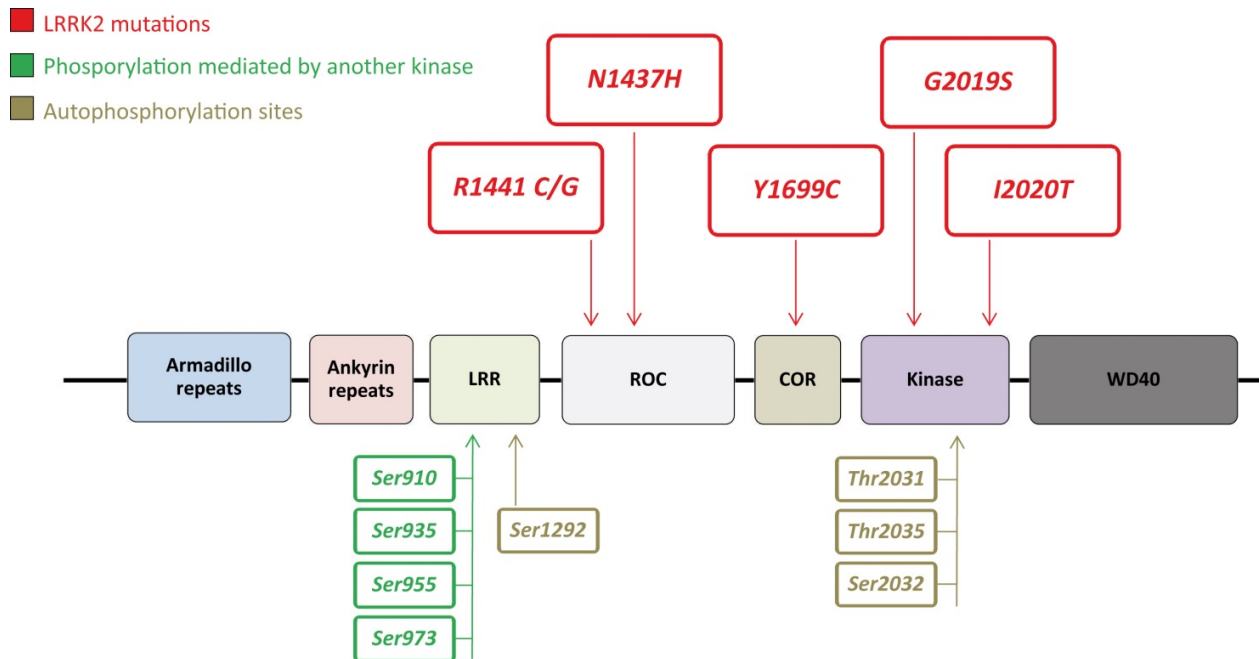 LRRK2 mutations
Phosporylation mediated by another kinase
Autophosphorylation sites
N1437H
G2019S
R1441 C/G
Y1699C
I2020T
Armadillo
repeats
Ankyrin
repeats
LRR
ROC
COR
Kinase
WD40
Ser910
Ser935
Ser955
Ser973
Ser1292
Thr2031
Thr2035
Ser2032